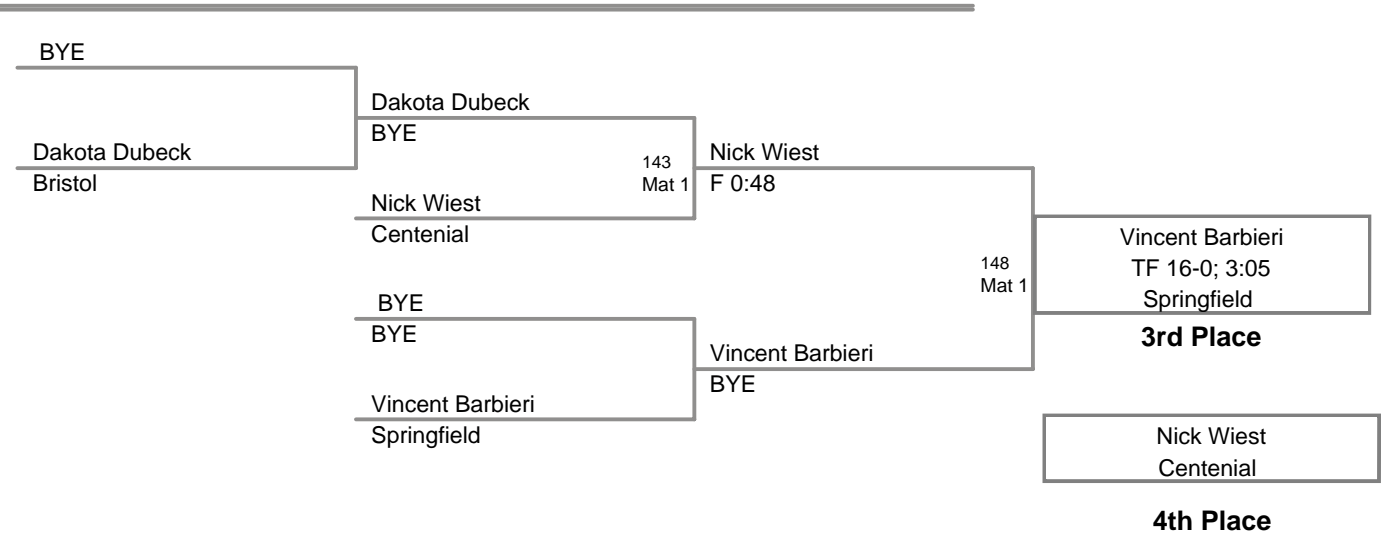 BYE
Dakota Dubeck
Bristol
Dakota Dubeck
BYE
143
Mat 1
Nick Wiest
Centenial
Nick Wiest
F 0:48
BYE
BYE
Vincent Barbieri
Springfield
Vincent Barbieri
BYE
148
Mat 1
Vincent Barbieri
TF 16-0; 3:05
Springfield
3rd Place
Nick Wiest
Centenial
4th Place